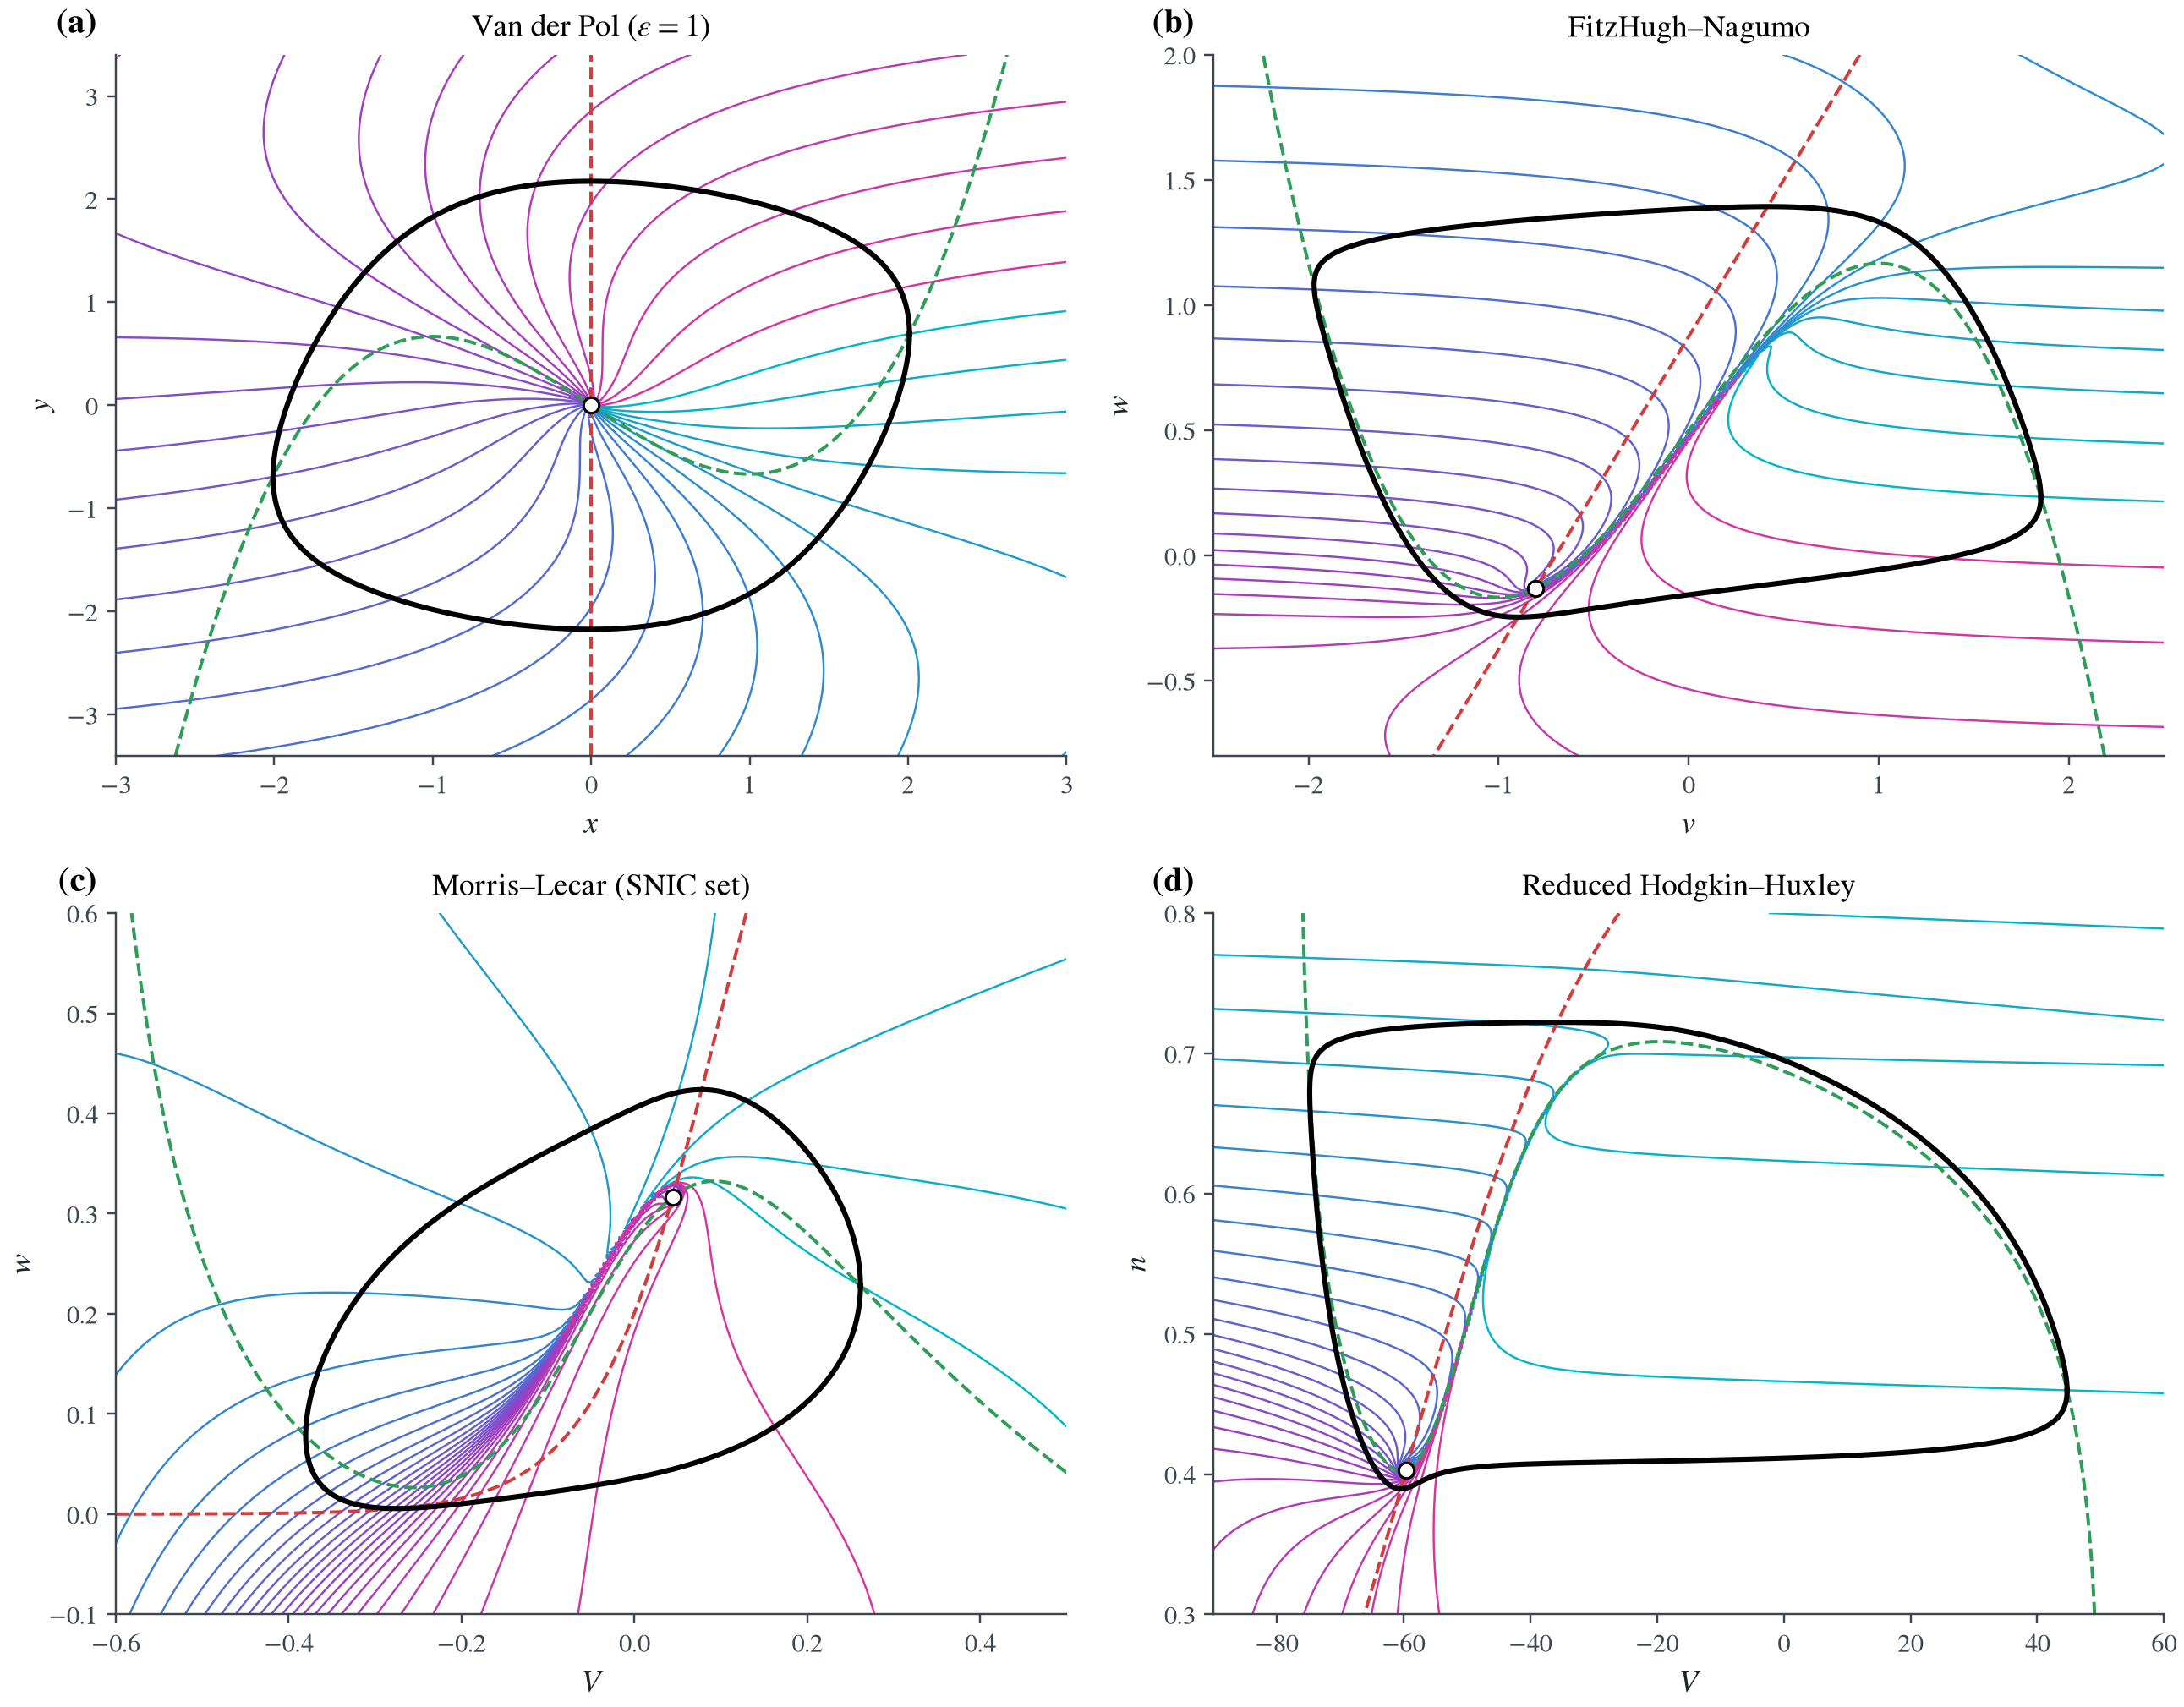 (a)
Van der Pol (ε = 1)
3
2
1
0
−1
−2
−3
y
−3 −2 −1 0 1 2 3
x
(b)
FitzHugh–Nagumo
2.0
1.5
1.0
0.5
0.0
−0.5
w
−2 −1 0 1 2
v
(c)
Morris–Lecar (SNIC set)
0.6
0.5
0.4
0.3
0.2
0.1
0.0
−0.1
w
−0.6 −0.4 −0.2 0.0 0.2 0.4
V
(d)
Reduced Hodgkin–Huxley
0.8
0.7
0.6
0.5
0.4
0.3
n
−80 −60 −40 −20 0 20 40 60
V